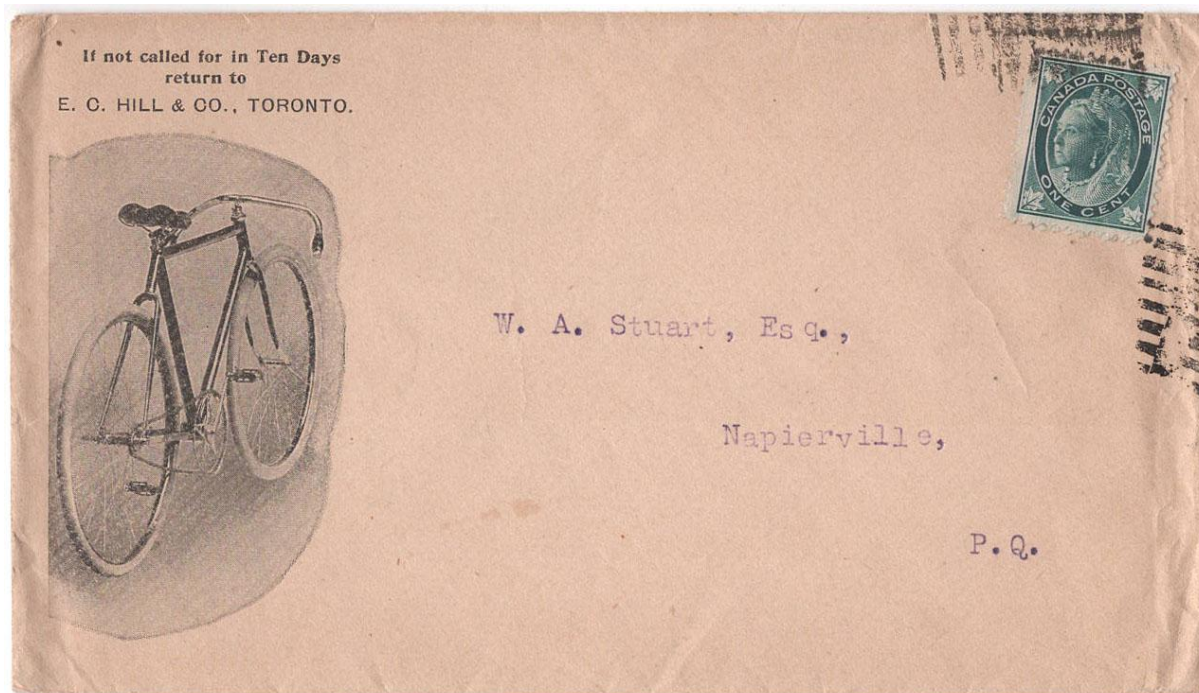 If not called for in Ten Days
return to
E. C. HILL & CO., TORONTO.
CANADA POSTAGE
ONE CENT
W. A. Stuart, Esq.,
Napierville,
P.Q.